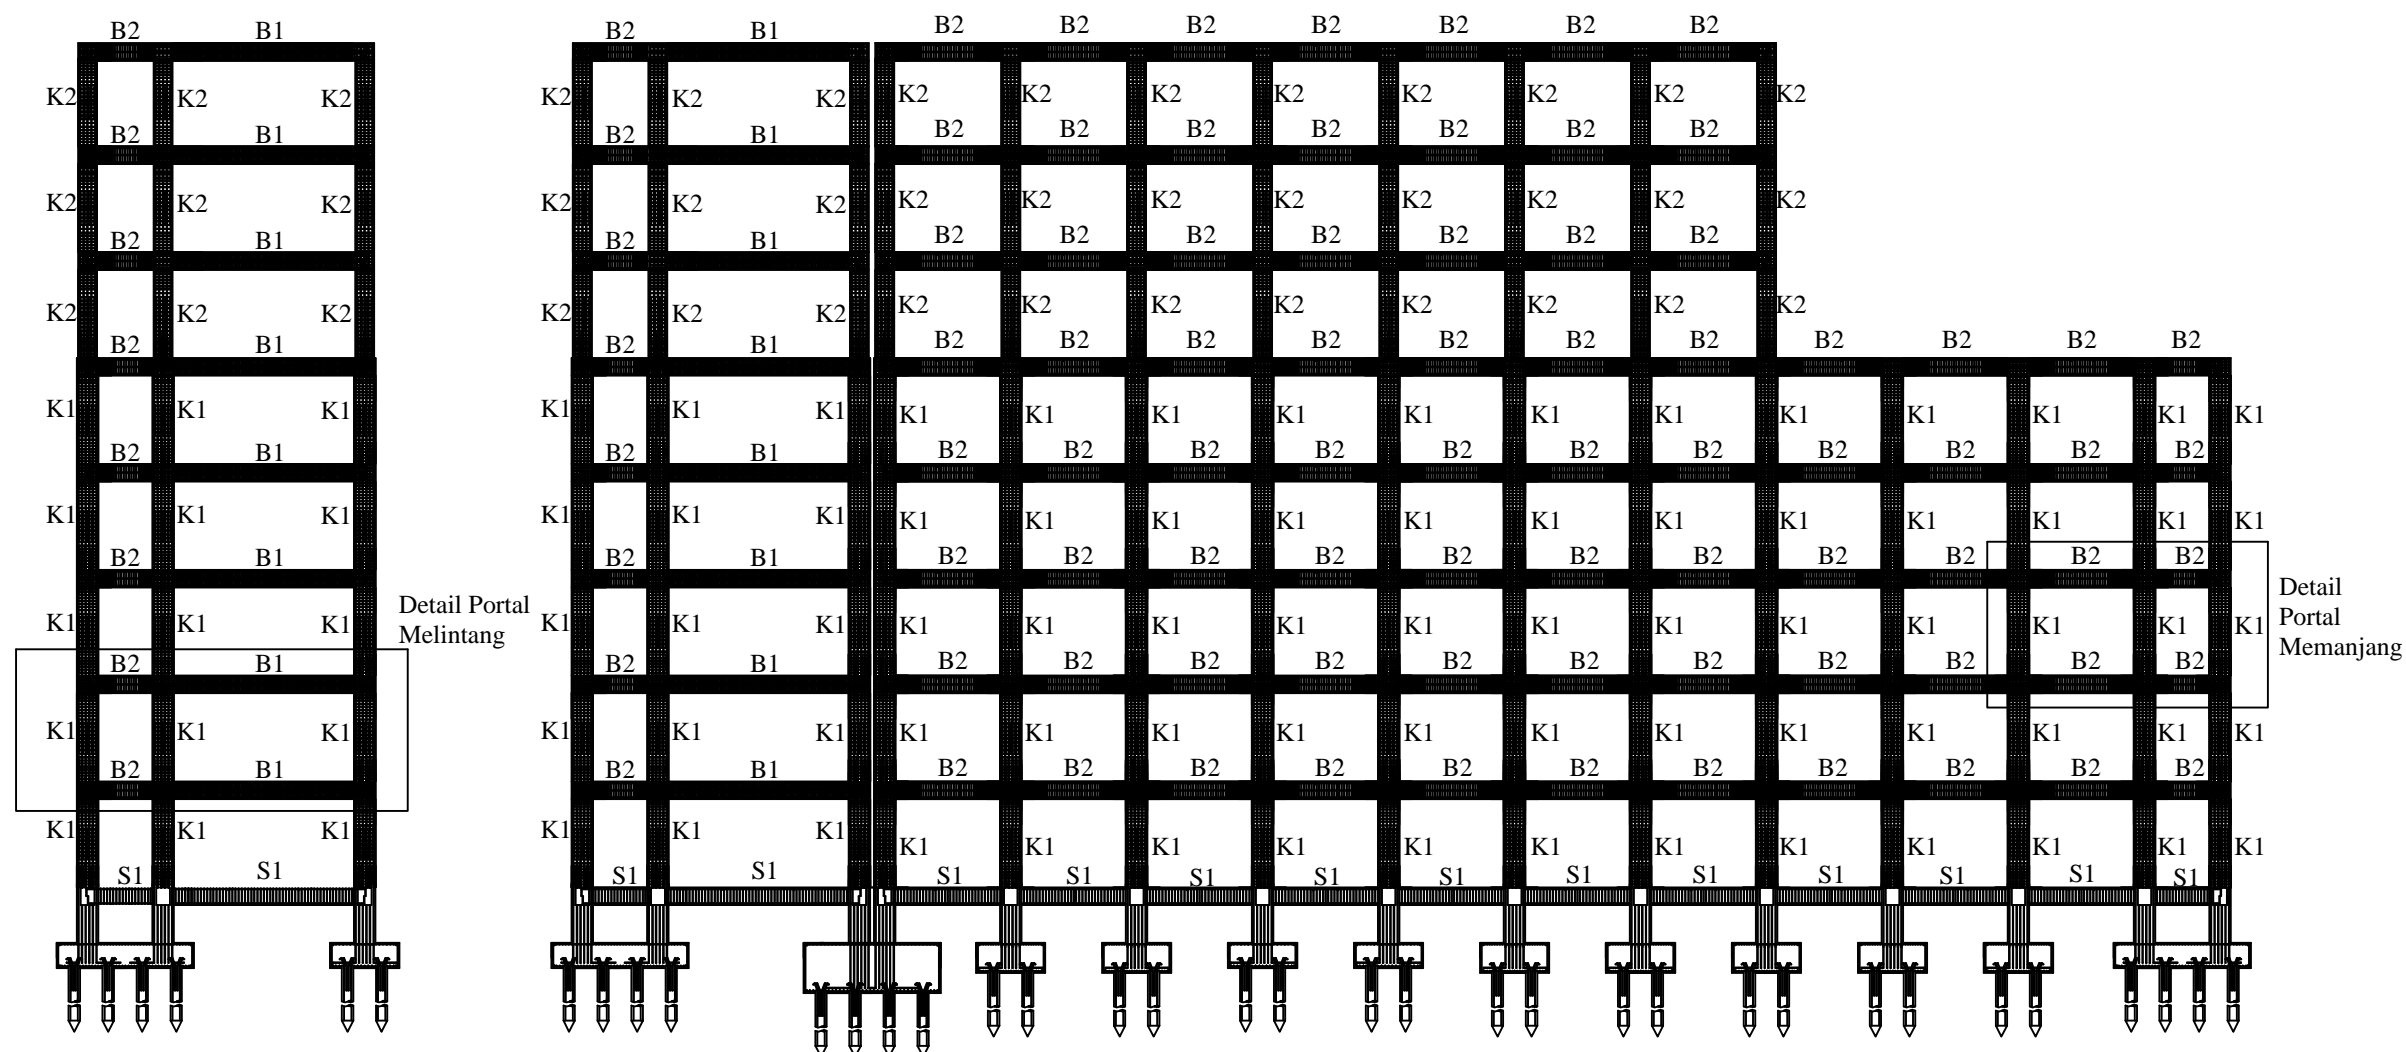 B2 B1 B2 B1 B2 B2 B2 B2 B2 B2 B2
K2 K2 K2 K2 K2 K2 K2 K2 K2 K2 K2 K2 K2 K2
B2 B1 B2 B1 B2 B2 B2 B2 B2 B2 B2
K2 K2 K2 K2 K2 K2 K2 K2 K2 K2 K2 K2 K2 K2
B2 B1 B2 B1 B2 B2 B2 B2 B2 B2 B2
K2 K2 K2 K2 K2 K2 K2 K2 K2 K2 K2 K2 K2 K2
B2 B1 B2 B1 B2 B2 B2 B2 B2 B2 B2 B2 B2 B2 B2
K1 K1 K1 K1 K1 K1 K1 K1 K1 K1 K1 K1 K1 K1 K1 K1 K1 K1
B2 B1 B2 B1 B2 B2 B2 B2 B2 B2 B2 B2 B2 B2 B2
K1 K1 K1 K1 K1 K1 K1 K1 K1 K1 K1 K1 K1 K1 K1 K1 K1 K1
B2 B1 B2 B1 B2 B2 B2 B2 B2 B2 B2 B2 B2 B2 B2
Detail Portal
Melintang
Detail
Portal
Memanjang
K1 K1 K1 K1 K1 K1 K1 K1 K1 K1 K1 K1 K1 K1 K1 K1 K1 K1
B2 B1 B2 B1 B2 B2 B2 B2 B2 B2 B2 B2 B2 B2 B2
K1 K1 K1 K1 K1 K1 K1 K1 K1 K1 K1 K1 K1 K1 K1 K1 K1 K1
B2 B1 B2 B1 B2 B2 B2 B2 B2 B2 B2 B2 B2 B2 B2
K1 K1 K1 K1 K1 K1 K1 K1 K1 K1 K1 K1 K1 K1 K1 K1 K1 K1
S1 S1 S1 S1 S1 S1 S1 S1 S1 S1 S1 S1 S1 S1 S1